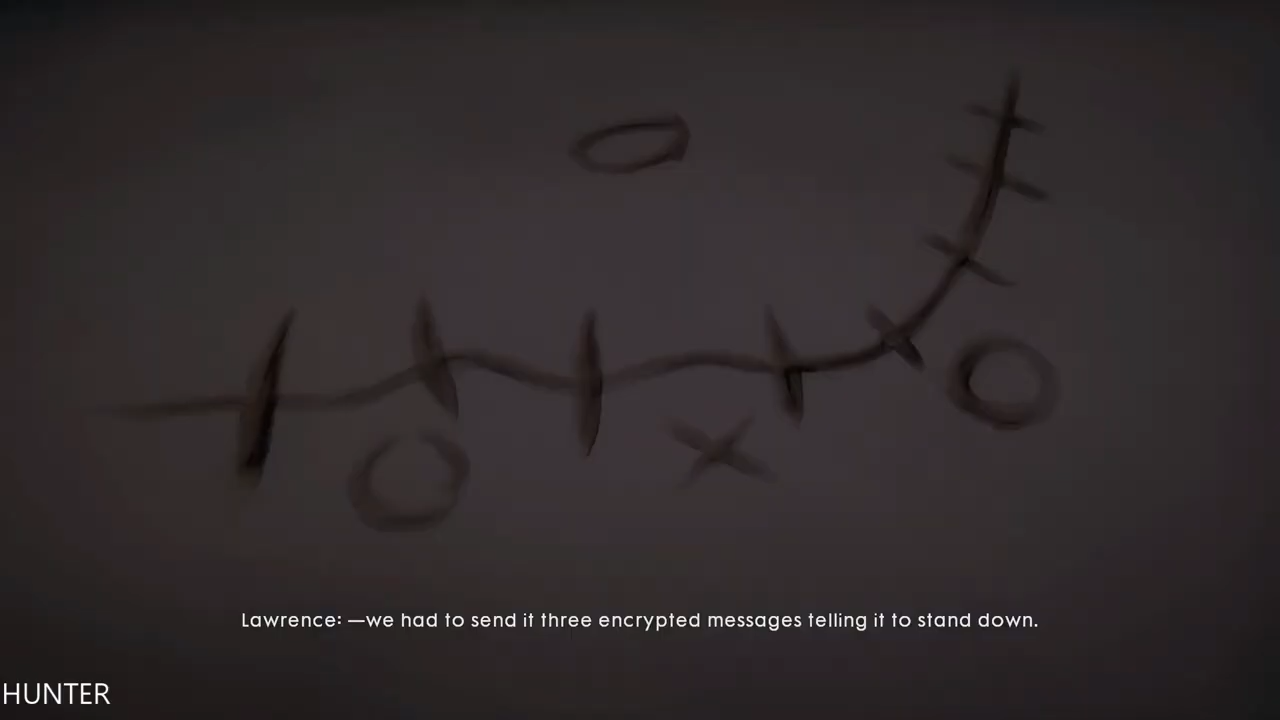 Lawrence: —we had to send it three encrypted messages telling it to stand down.
HUNTER